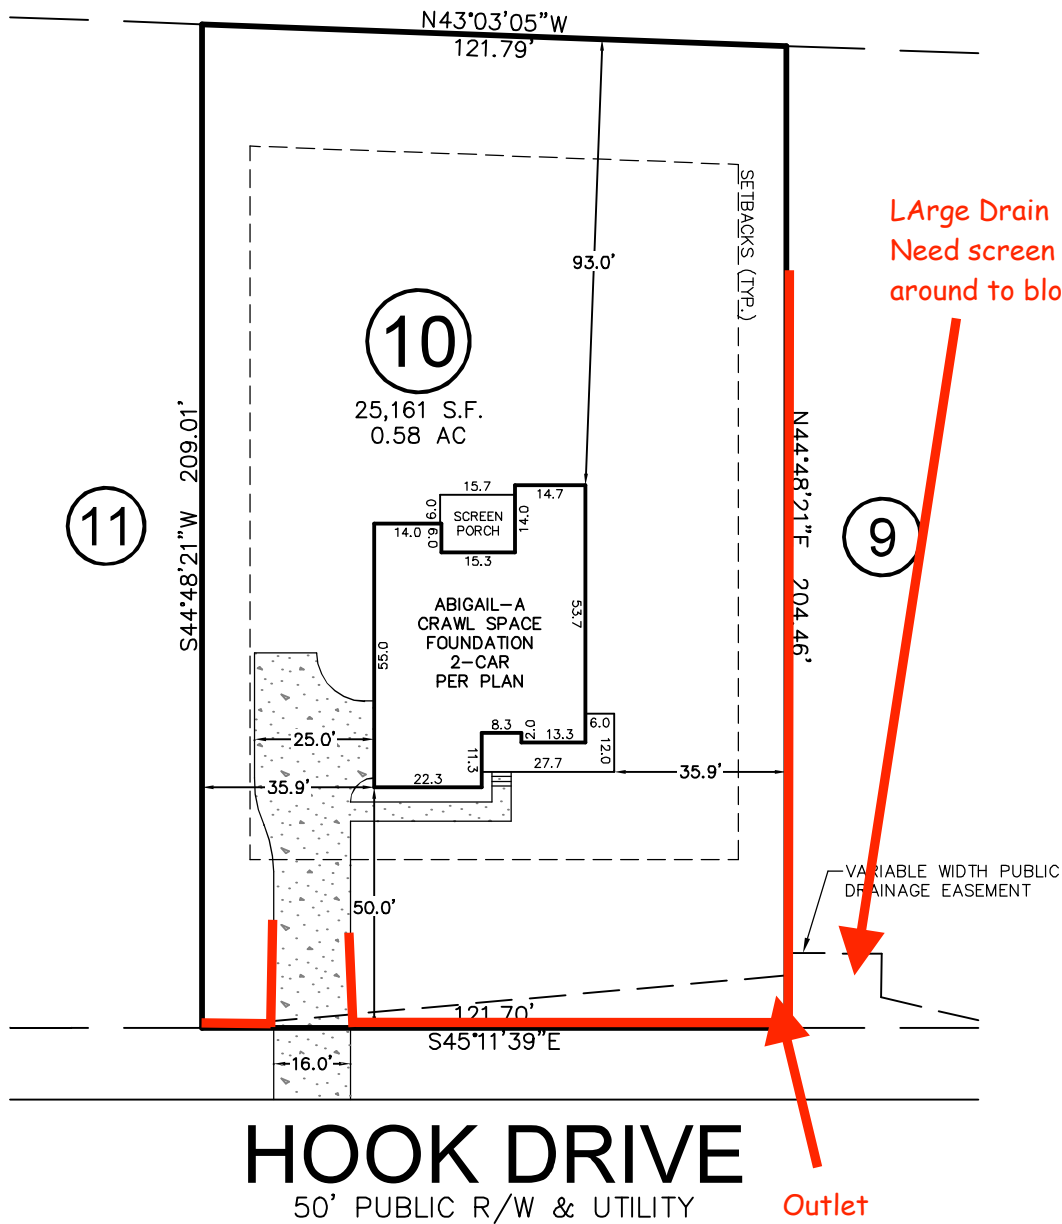 N43°03'05"W
121.79'
SETBACKS (TYP.)
LArge Drain
Need screen
around to blo
93.0'
10
25,161 S.F.
0.58 AC
S44°48'21"W 209.01'
N44°48'21"E 204.46'
11
9
15.7
14.7
6.0
SCREEN
PORCH
14.0
14.0
6.0
15.3
ABIGAIL-A
CRAWL SPACE
FOUNDATION
2-CAR
PER PLAN
53.7
55.0
8.3
2.0
13.3
6.0
12.0
25.0'
11.3
27.7
22.3
35.9'
35.9'
VARIABLE WIDTH PUBLIC
DRAINAGE EASEMENT
50.0'
121.70'
S45°11'39"E
16.0'
HOOK DRIVE
50' PUBLIC R/W & UTILITY
Outlet